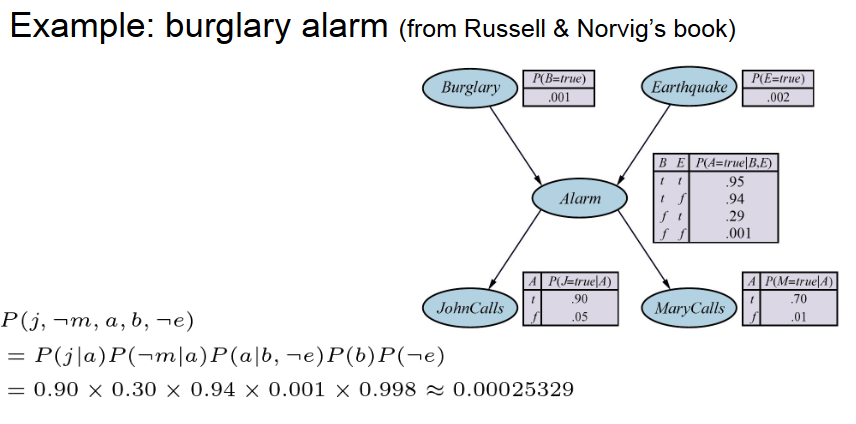 Example: burglary alarm (from Russell & Norvig’s book)
Burglary
P(B=true)
.001
Earthquake
P(E=true)
.002
Alarm
B E P(A=true|B,E)
t t .95
t f .94
f t .29
f f .001
JohnCalls
A P(J=true|A)
t .90
f .05
MaryCalls
A P(M=true|A)
t .70
f .01
P(j, ¬m, a, b, ¬e)
= P(j|a)P(¬m|a)P(a|b, ¬e)P(b)P(¬e)
= 0.90 × 0.30 × 0.94 × 0.001 × 0.998 ≈ 0.00025329